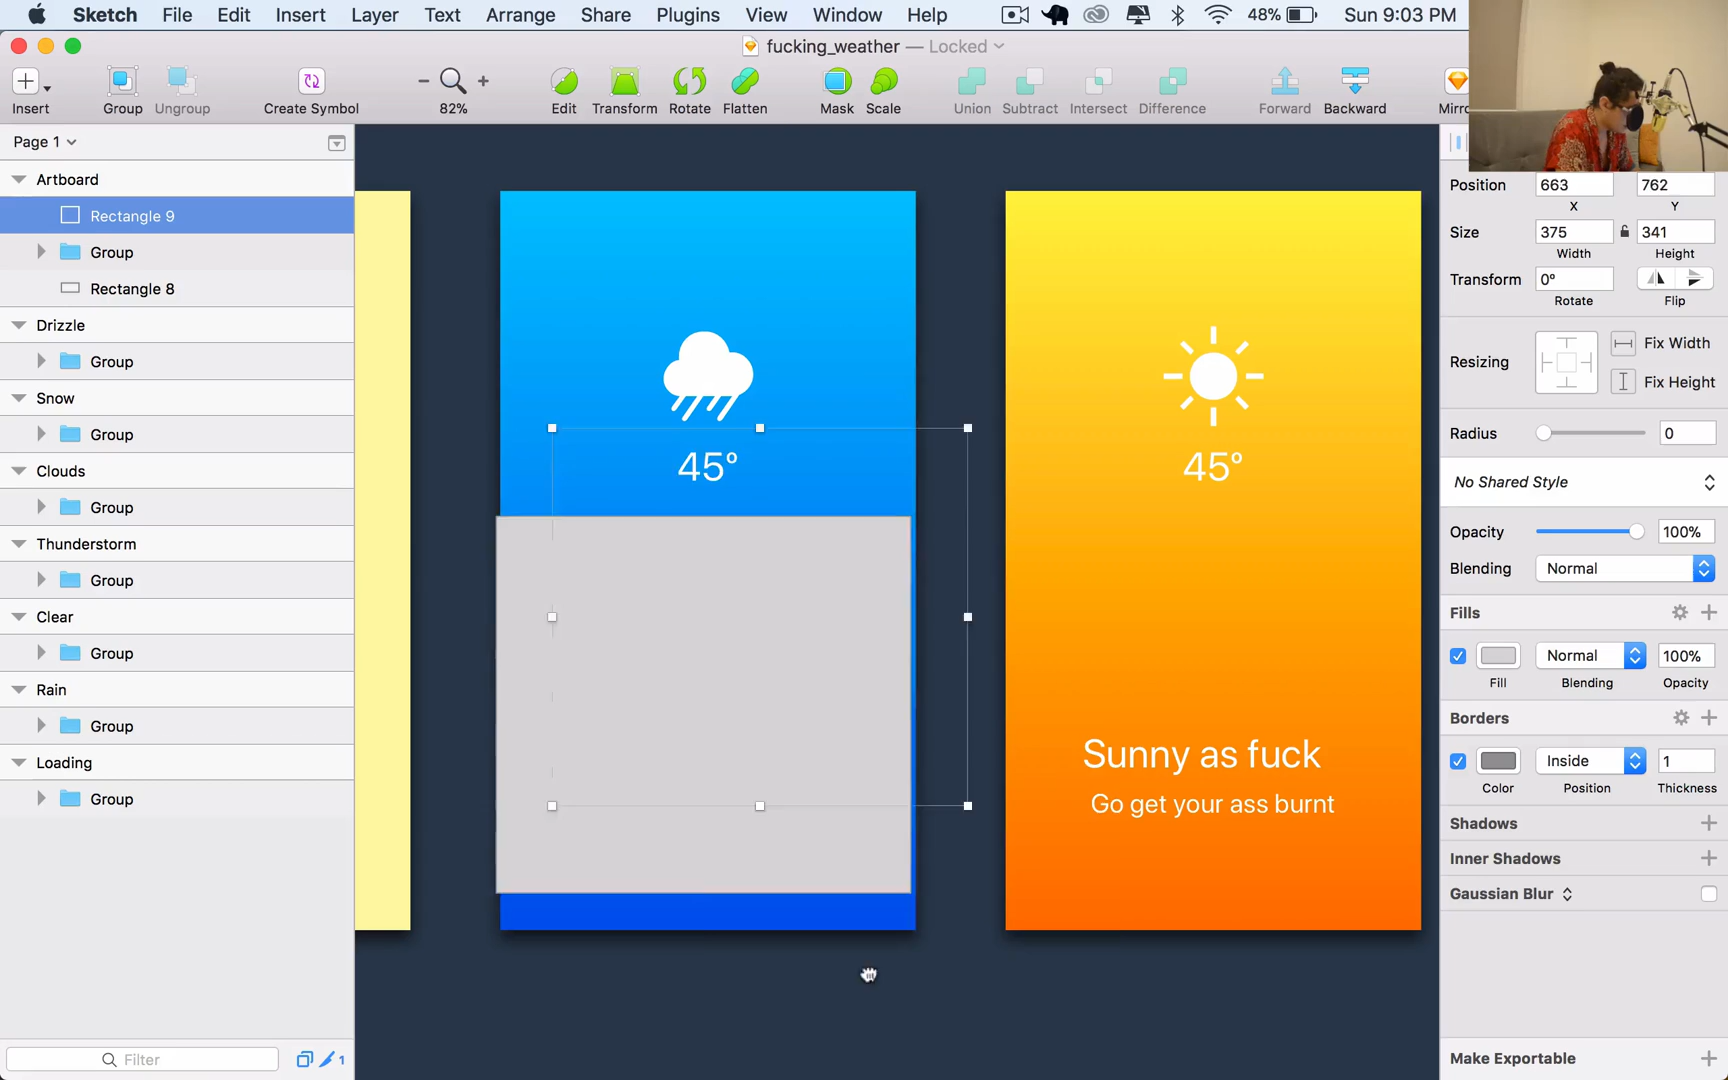 Sketch File Edit Insert Layer Text Arrange Share Plugins View Window Help 48% Sun 9:03 PM
fucking_weather — Locked
Insert Group Ungroup Create Symbol 82% Edit Transform Rotate Flatten Mask Scale Union Subtract Intersect Difference Forward Backward
Page 1
Artboard
Rectangle 9
Group
Rectangle 8
Drizzle
Group
Snow
Group
Clouds
Group
Thunderstorm
Group
Clear
Group
Rain
Group
Loading
Group
Filter
1
45°
45°
Sunny as fuck
Go get your ass burnt
Position 663 762
X Y
Size 375 341
Width Height
Transform 0°
Rotate Flip
Resizing Fix Width
Fix Height
Radius 0
No Shared Style
Opacity 100%
Blending Normal
Fills
Normal 100%
Fill Blending Opacity
Borders
Inside 1
Color Position Thickness
Shadows
Inner Shadows
Gaussian Blur
Make Exportable